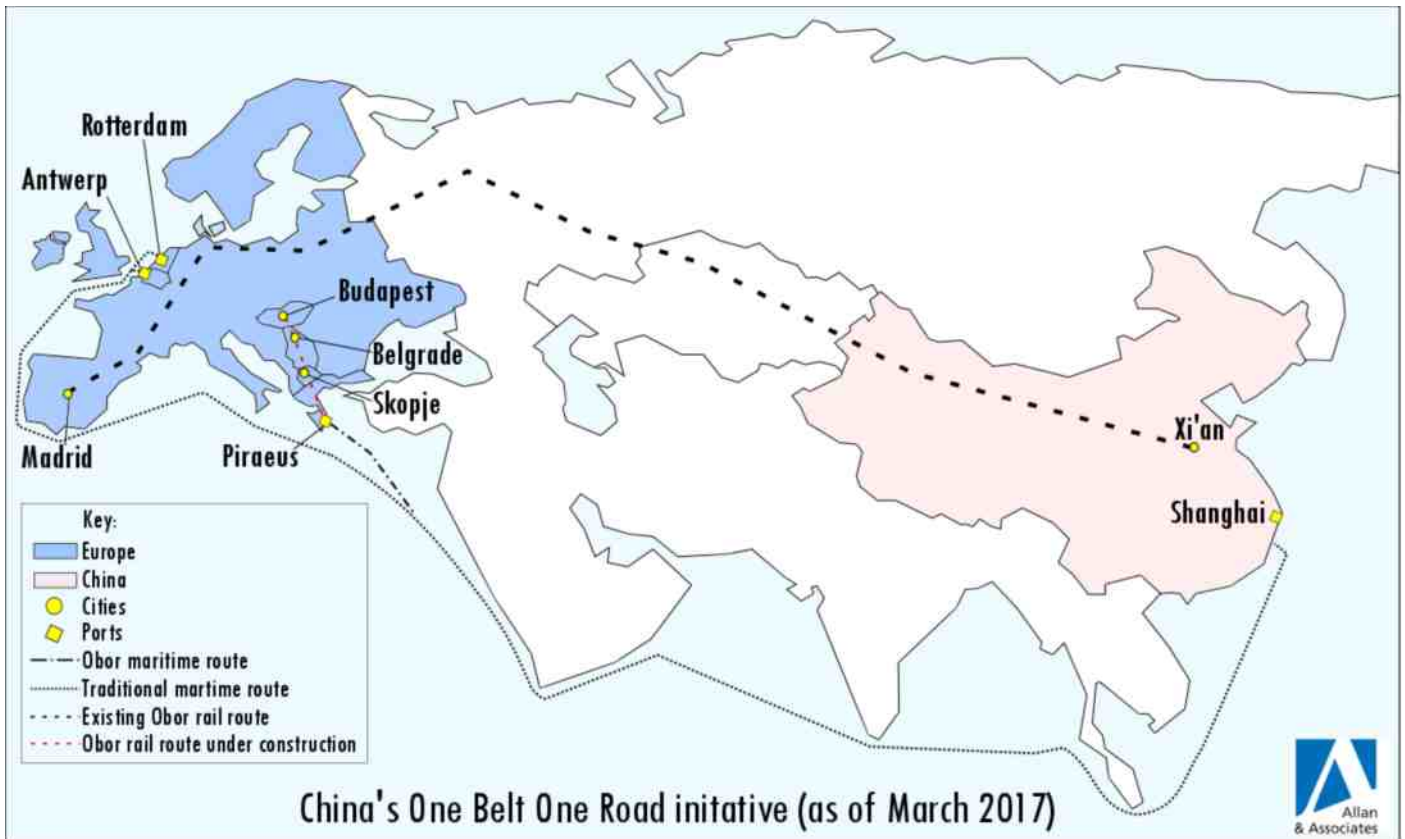 Rotterdam
Antwerp
Budapest
Belgrade
Skopje
Madrid
Piraeus
Xi'an
Shanghai
Key:
Europe
China
Cities
Ports
Obor maritime route
Traditional martime route
Existing Obor rail route
Obor rail route under construction
China's One Belt One Road initative (as of March 2017)
Allan
& Associates